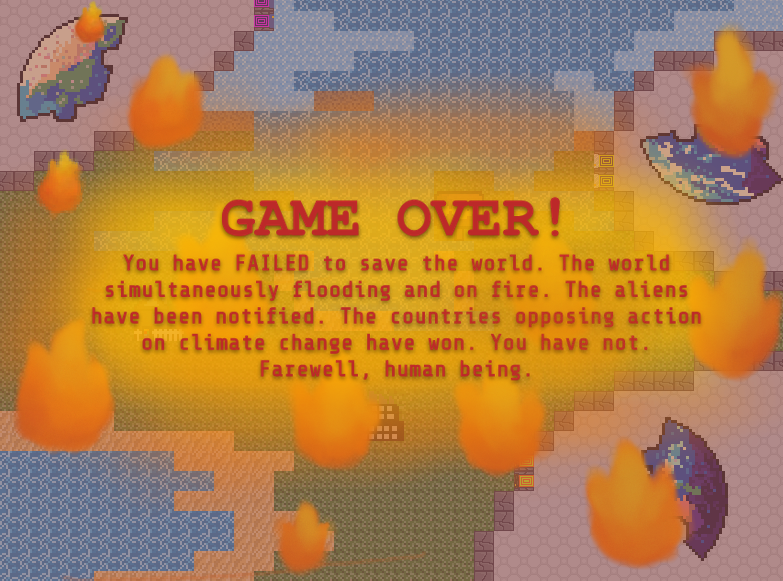 GAME OVER!
You have FAILED to save the world. The world
simultaneously flooding and on fire. The aliens
have been notified. The countries opposing action
on climate change have won. You have not.
Farewell, human being.